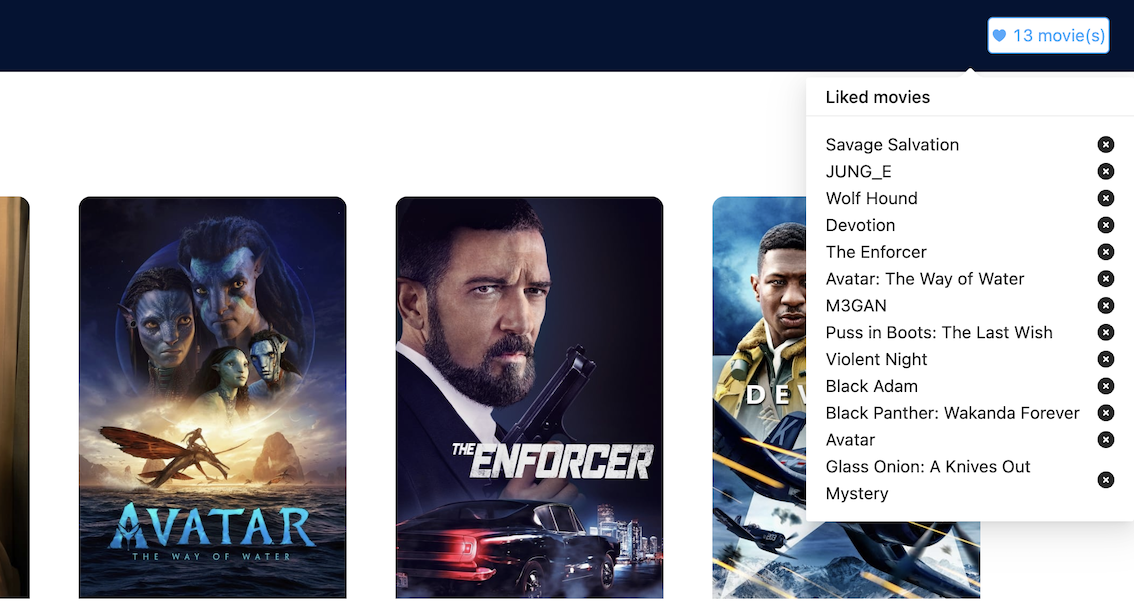 13 movie(s)
Liked movies
Savage Salvation
JUNG_E
Wolf Hound
Devotion
The Enforcer
Avatar: The Way of Water
M3GAN
Puss in Boots: The Last Wish
Violent Night
Black Adam
Black Panther: Wakanda Forever
Avatar
Glass Onion: A Knives Out
Mystery
AVATAR
THE WAY OF WATER
THE ENFORCER
DEV